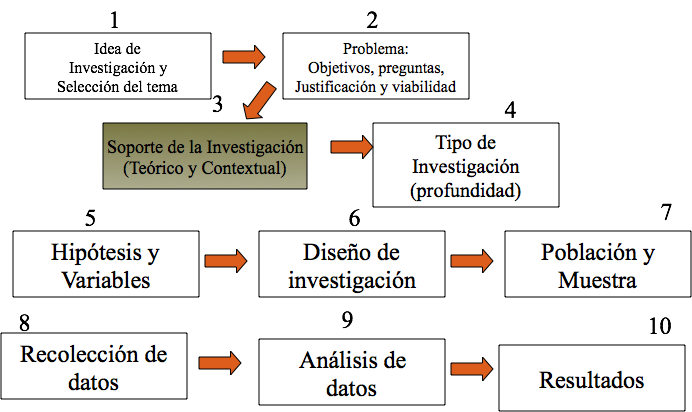 1
Idea de
Investigación y
Selección del tema
2
Problema:
Objetivos, preguntas,
Justificación y viabilidad
3
Soporte de la Investigación
(Teórico y Contextual)
4
Tipo de
Investigación
(profundidad)
5
Hipótesis y
Variables
6
Diseño de
investigación
7
Población y
Muestra
8
Recolección de
datos
9
Análisis de
datos
10
Resultados